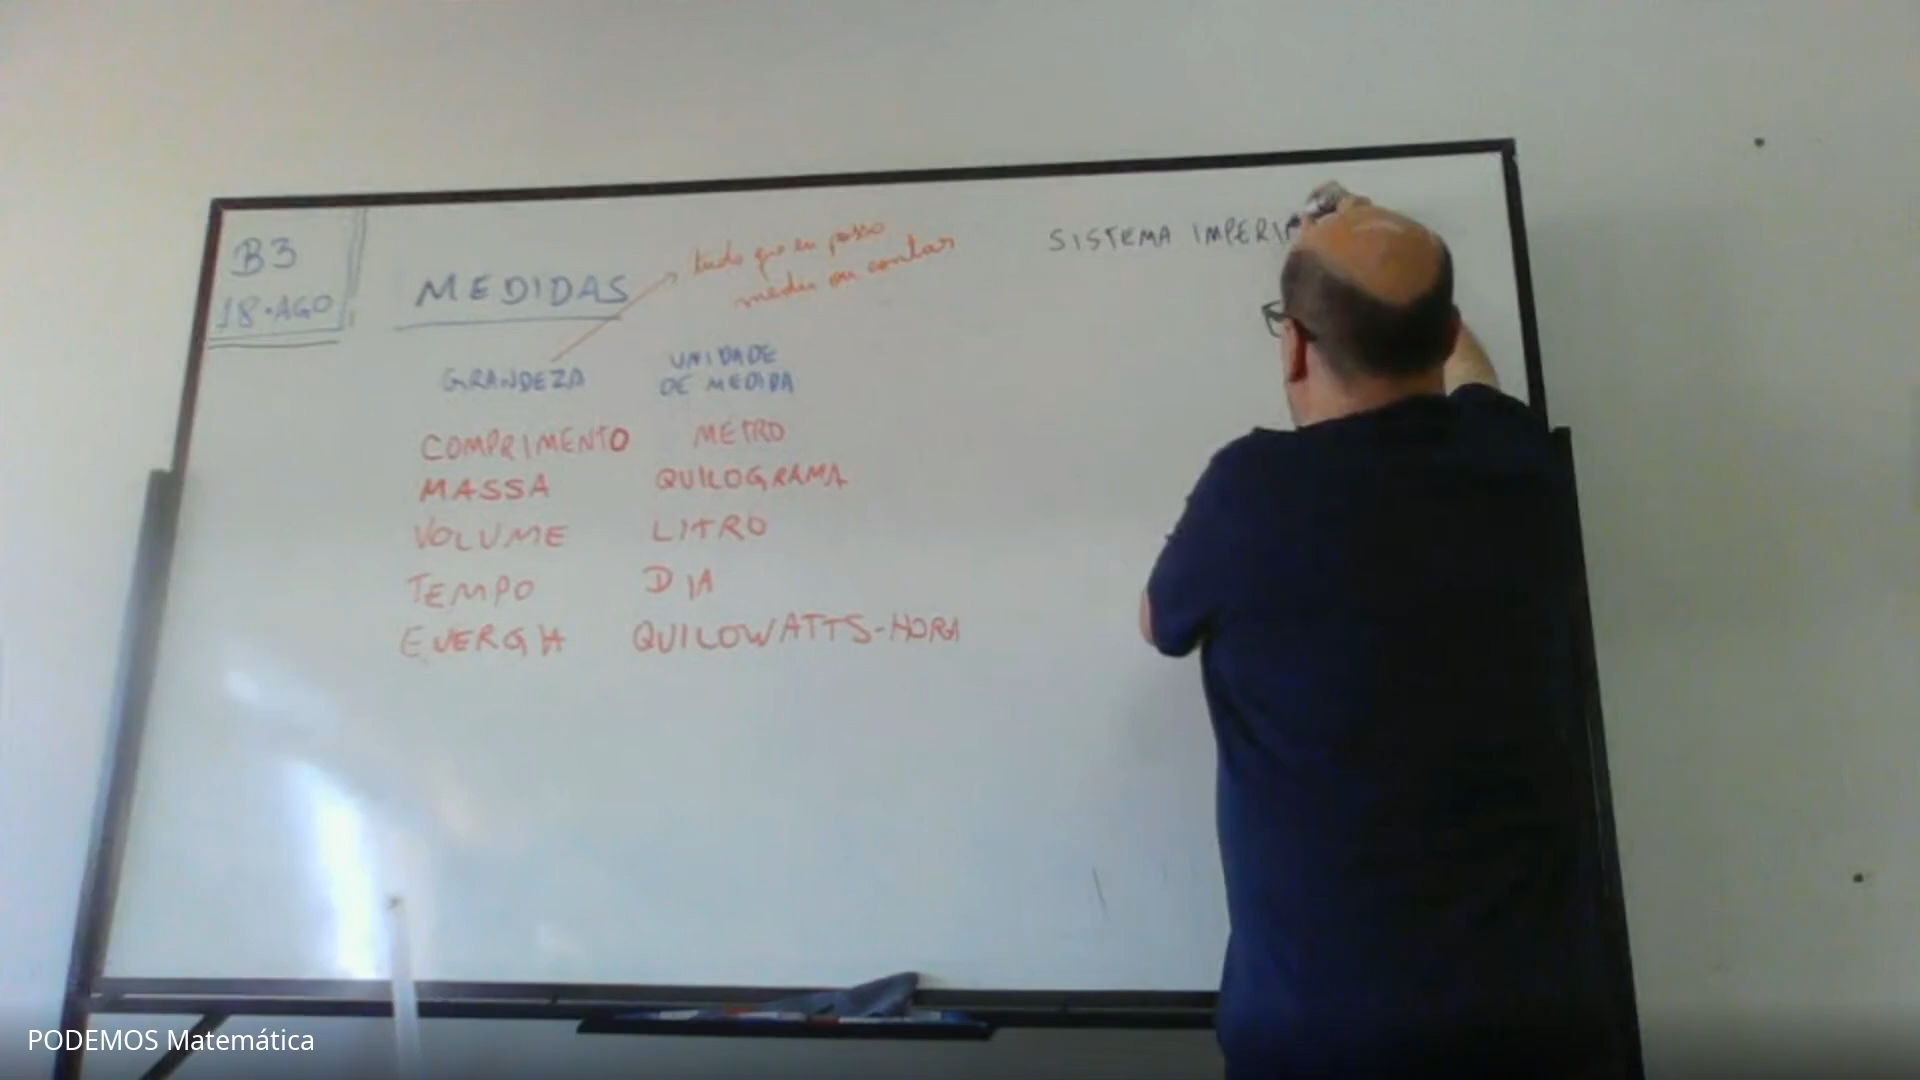 B3
18·AGO
MEDIDAS
tudo que eu posso
medir ou contar
GRANDEZA
UNIDADE
DE MEDIDA
COMPRIMENTO METRO
MASSA QUILOGRAMA
VOLUME LITRO
TEMPO DIA
ENERGIA QUILOWATTS-HORA
SISTEMA IMPERIA
PODEMOS Matemática